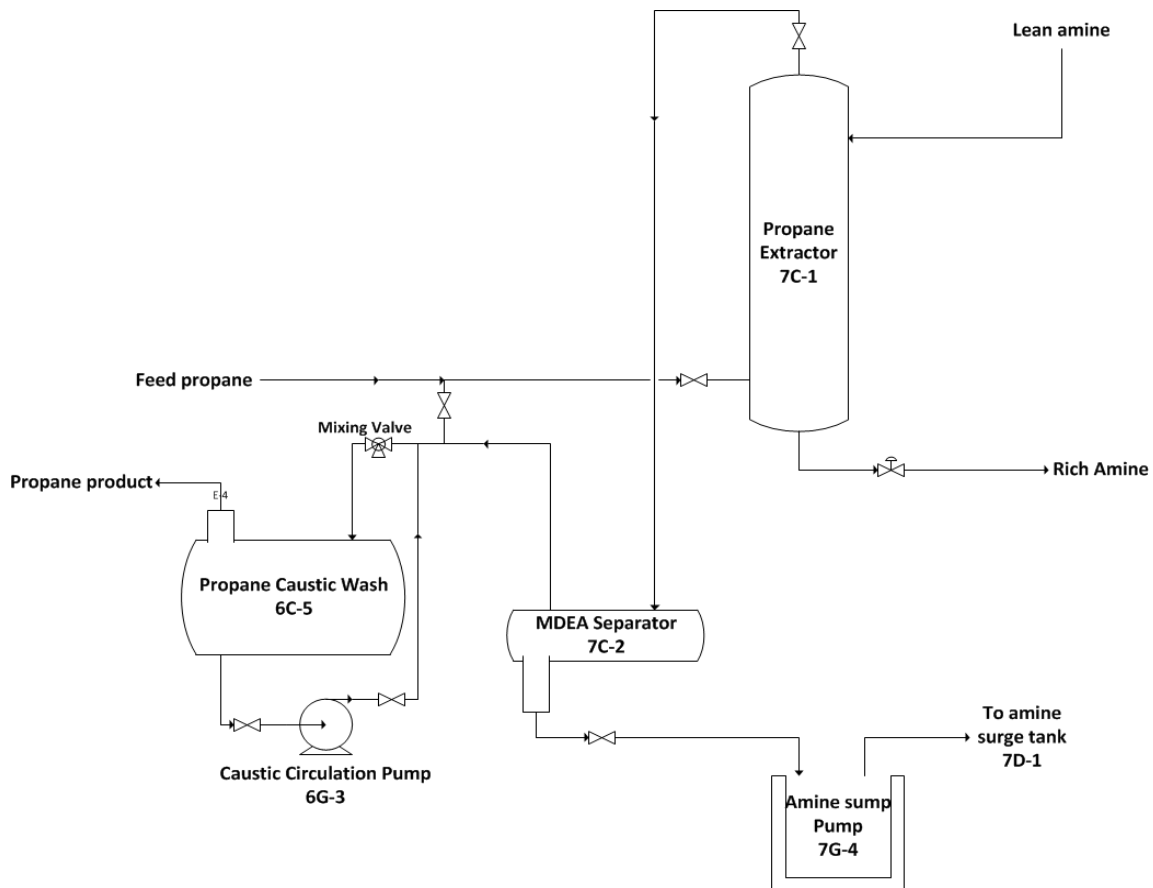 Lean amine
Propane
Extractor
7C-1
Feed propane
Mixing Valve
Rich Amine
Propane product
E-4
Propane Caustic Wash
6C-5
MDEA Separator
7C-2
To amine
surge tank
7D-1
Caustic Circulation Pump
6G-3
Amine sump
Pump
7G-4